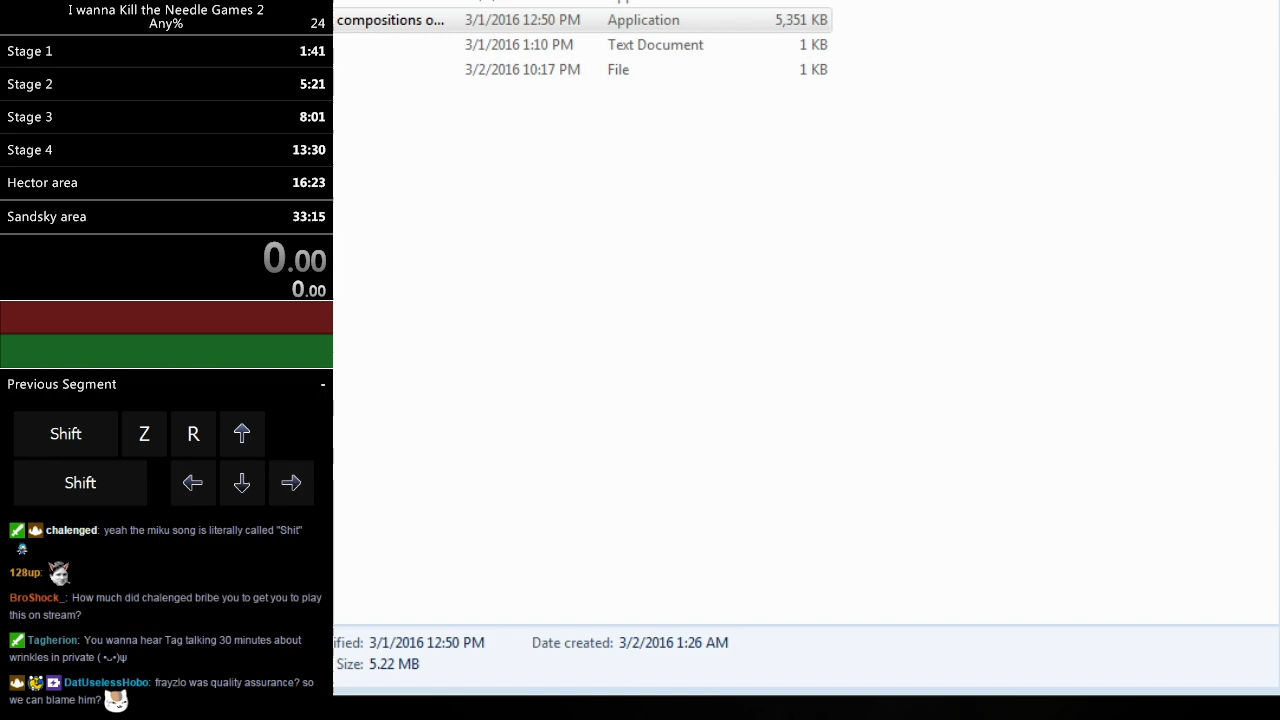 I wanna Kill the Needle Games 2
Any%
24
Stage 1 1:41
Stage 2 5:21
Stage 3 8:01
Stage 4 13:30
Hector area 16:23
Sandsky area 33:15
0.00
0.00
Previous Segment -
Shift Z R
Shift
chalenged: yeah the miku song is literally called "Shit"
128up:
BroShock_: How much did chalenged bribe you to get you to play
this on stream?
Tagherion: You wanna hear Tag talking 30 minutes about
wrinkles in private ( •⌣•)ψ
DatUselessHobo: frayzlo was quality assurance? so
we can blame him?
compositions o... 3/1/2016 12:50 PM Application 5,351 KB
3/1/2016 1:10 PM Text Document 1 KB
3/2/2016 10:17 PM File 1 KB
ified: 3/1/2016 12:50 PM Date created: 3/2/2016 1:26 AM
Size: 5.22 MB